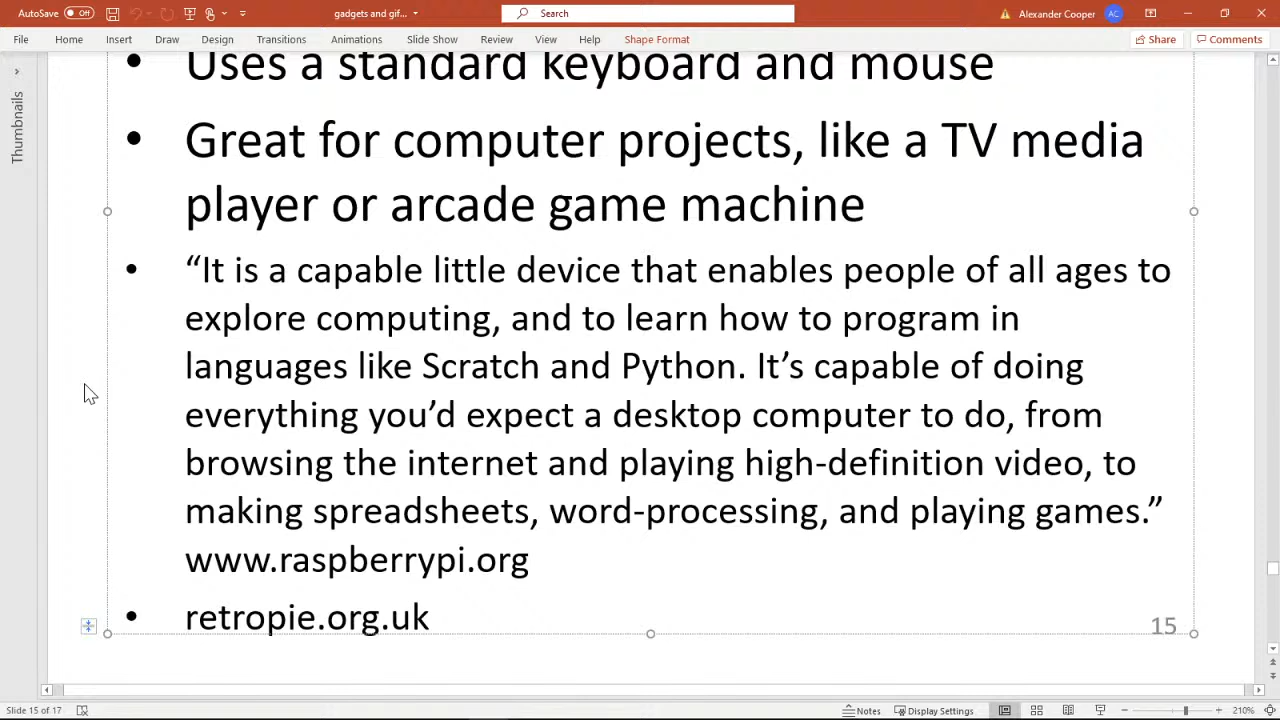 AutoSave Off gadgets and gif... Search Alexander Cooper AC
File Home Insert Draw Design Transitions Animations Slide Show Review View Help Shape Format Share Comments
Thumbnails
• Uses a standard keyboard and mouse
• Great for computer projects, like a TV media
player or arcade game machine
• “It is a capable little device that enables people of all ages to
explore computing, and to learn how to program in
languages like Scratch and Python. It’s capable of doing
everything you’d expect a desktop computer to do, from
browsing the internet and playing high-definition video, to
making spreadsheets, word-processing, and playing games.”
www.raspberrypi.org
• retropie.org.uk
15
Slide 15 of 17 Notes Display Settings 210%